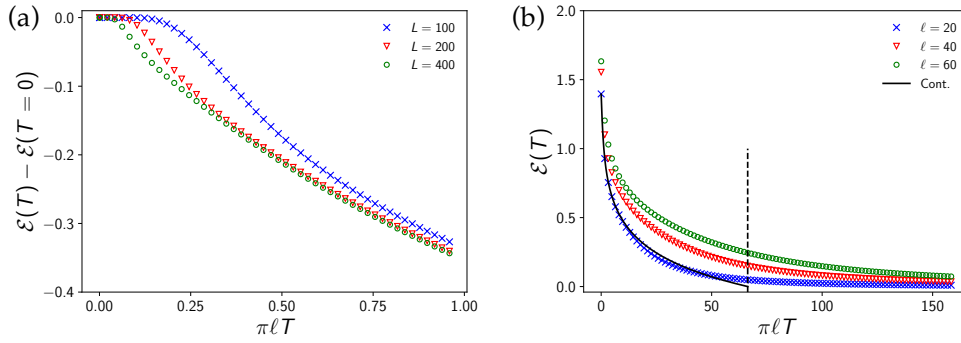 (a)
0.0
−0.1
−0.2
−0.3
−0.4
ℰ(T) − ℰ(T = 0)
L = 100
L = 200
L = 400
0.00 0.25 0.50 0.75 1.00
πℓT
(b)
2.0
1.5
1.0
0.5
0.0
ℰ(T)
ℓ = 20
ℓ = 40
ℓ = 60
Cont.
0 50 100 150
πℓT